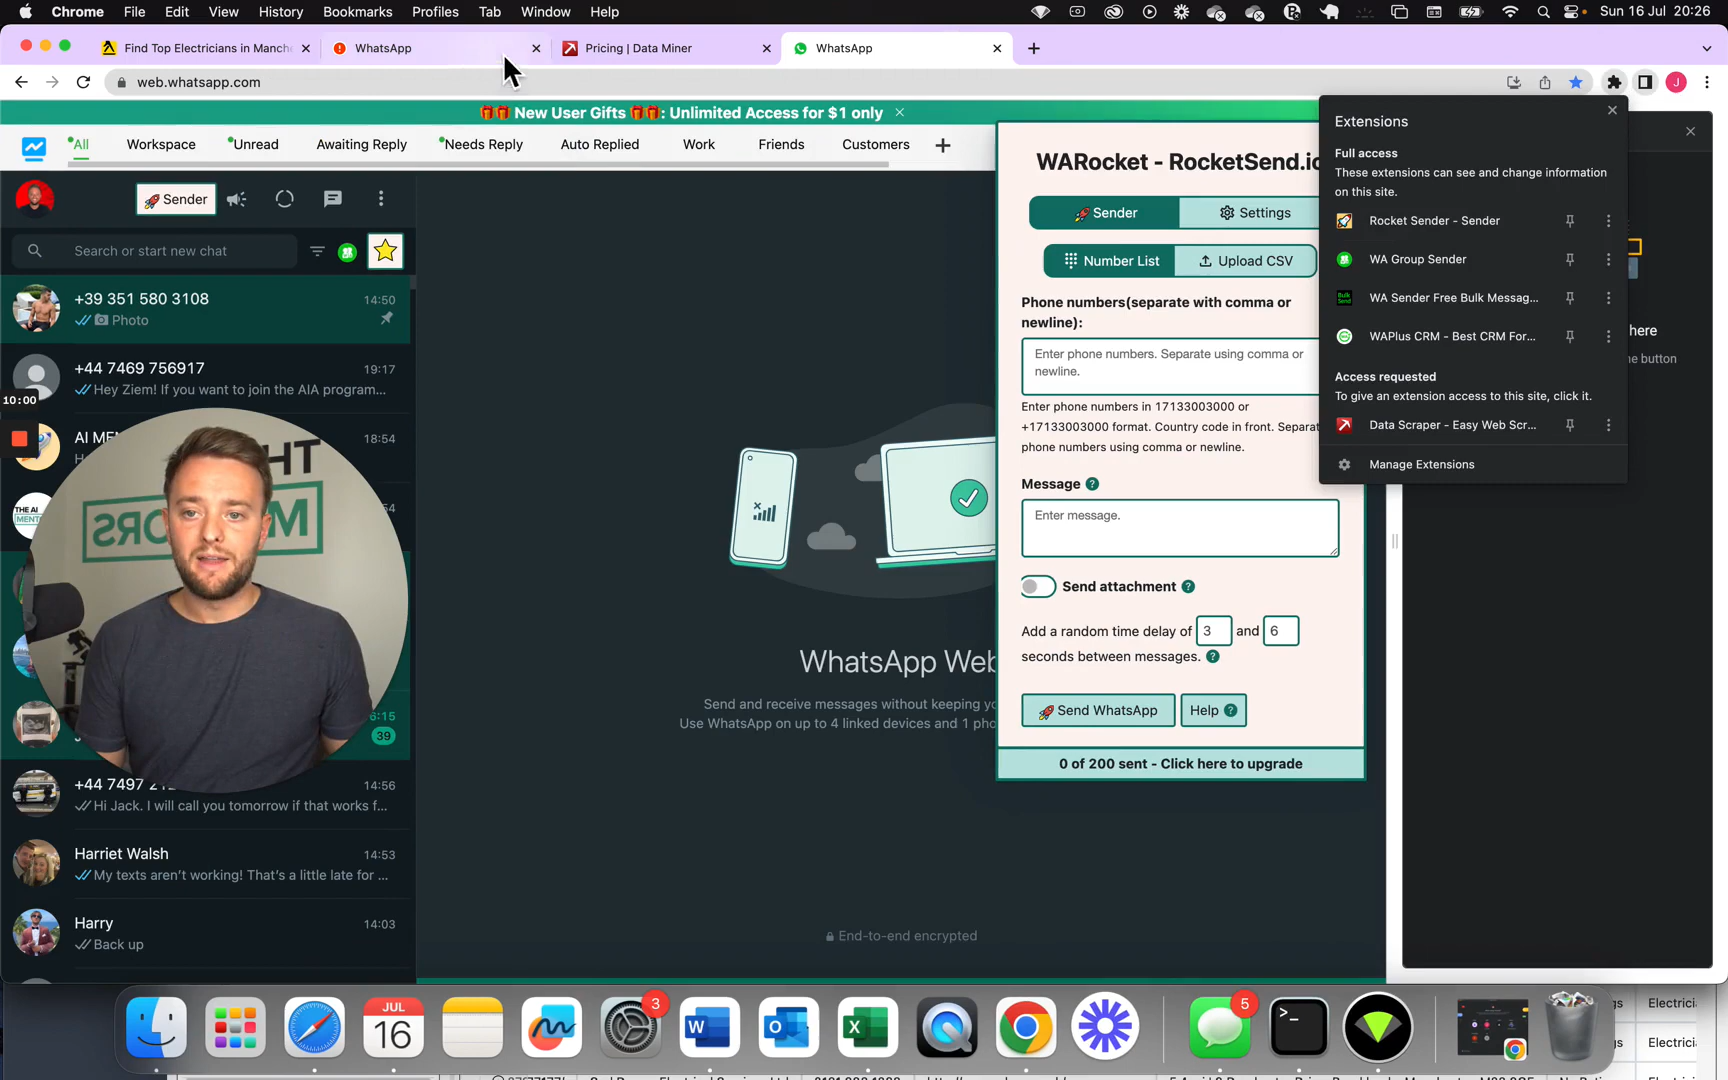 Chrome File Edit View History Bookmarks Profiles Tab Window Help
Sun 16 Jul 20:26
Find Top Electricians in Manche
WhatsApp
Pricing | Data Miner
WhatsApp
web.whatsapp.com
J
New User Gifts : Unlimited Access for $1 only
All Workspace Unread Awaiting Reply Needs Reply Auto Replied Work Friends Customers
Sender
Search or start new chat
+39 351 580 3108 14:50
Photo
+44 7469 756917 19:17
Hey Ziem! If you want to join the AIA program...
10:00
18:54
THE AI
6:15
39
+44 7497 14:56
Hi Jack. I will call you tomorrow if that works f...
Harriet Walsh 14:53
My texts aren't working! That's a little late for ...
Harry 14:03
Back up
WhatsApp Web
Send and receive messages without keeping yo
Use WhatsApp on up to 4 linked devices and 1 pho
End-to-end encrypted
WARocket - RocketSend.io
Sender Settings
Number List Upload CSV
Phone numbers(separate with comma or
newline):
Enter phone numbers. Separate using comma or
newline.
Enter phone numbers in 17133003000 or
+17133003000 format. Country code in front. Separat
phone numbers using comma or newline.
Message ?
Enter message.
Send attachment ?
Add a random time delay of 3 and 6
seconds between messages. ?
Send WhatsApp Help ?
0 of 200 sent - Click here to upgrade
Extensions
Full access
These extensions can see and change information
on this site.
Rocket Sender - Sender
WA Group Sender
WA Sender Free Bulk Messag...
WAPlus CRM - Best CRM For...
Access requested
To give an extension access to this site, click it.
Data Scraper - Easy Web Scr...
Manage Extensions
here
ne button
JUL
16
3
5
gs Electrici